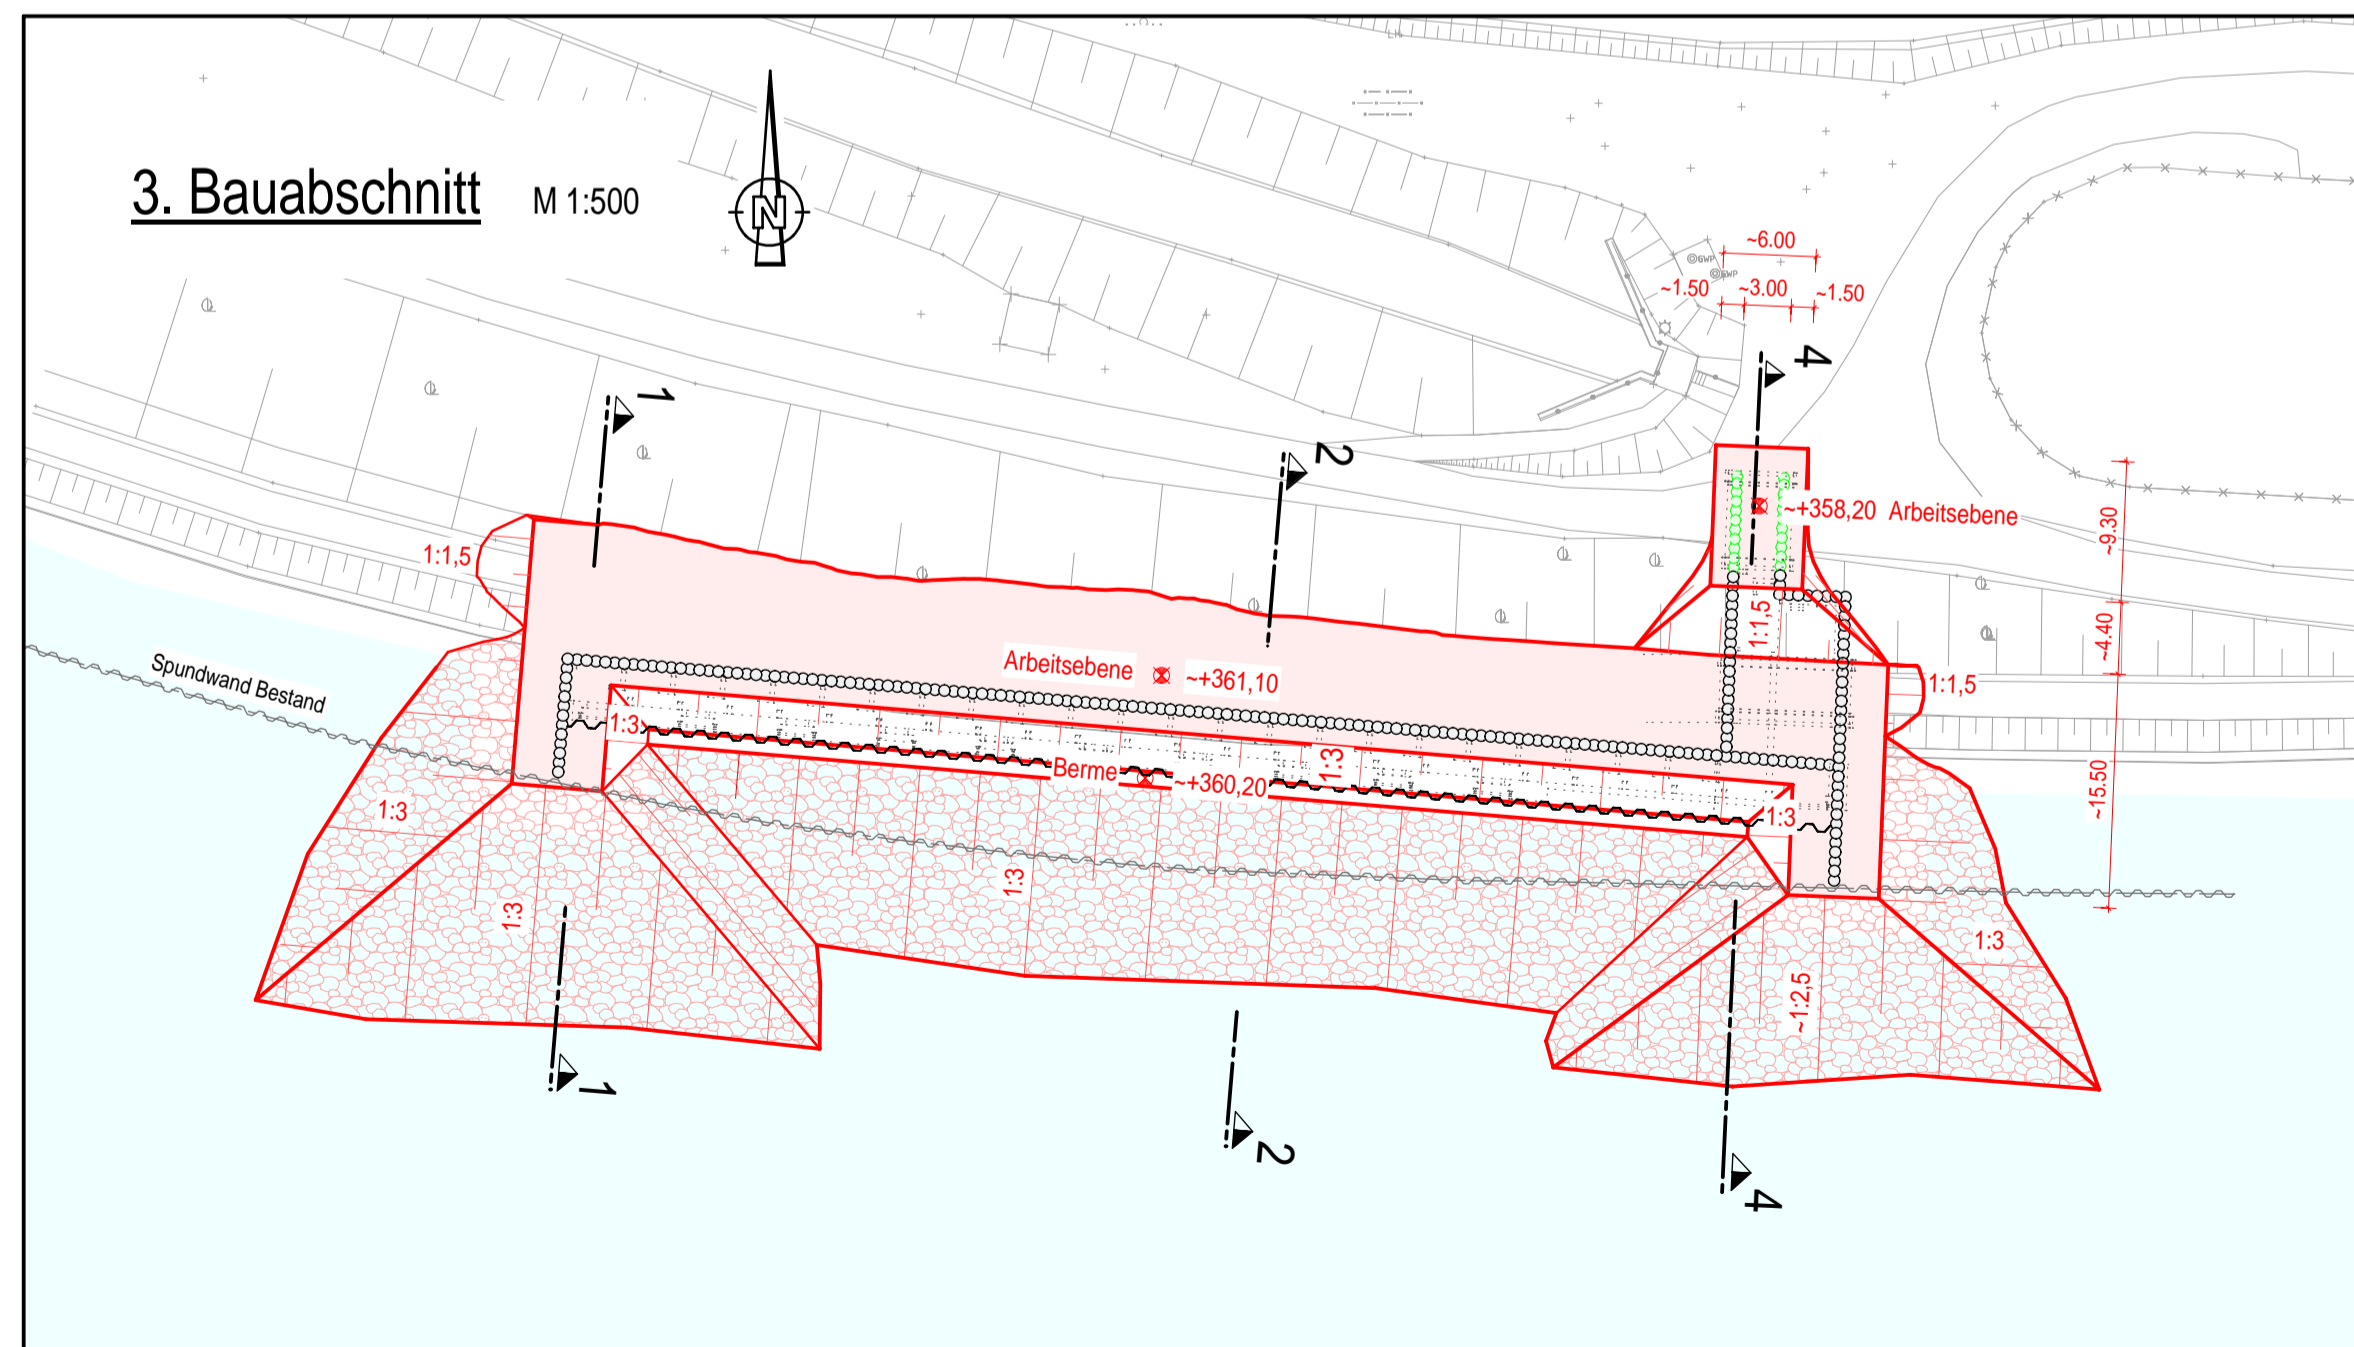 3. Bauabschnitt M 1:500
N
LH
~6.00
GWP
GWP
~1.50 ~3.00 ~1.50
4
1
2
~+358,20 Arbeitsebene
~9.30
1:1,5
1:1,5
~4.40
Spundwand Bestand
Arbeitsebene ~+361,10
1:1,5
1:3
1:3
Berme ~+360,20
1:3
~15.50
1:3
1:3
1:3
1:3
~1:2,5
1
2
4